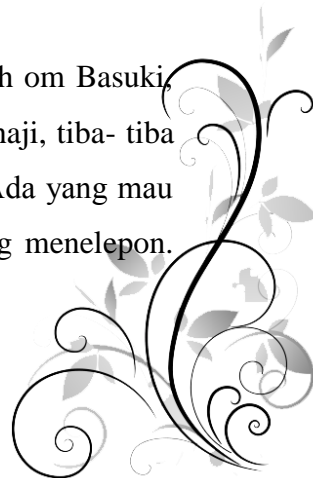 h om Basuki,
naji, tiba- tiba
Ada yang mau
g menelepon.